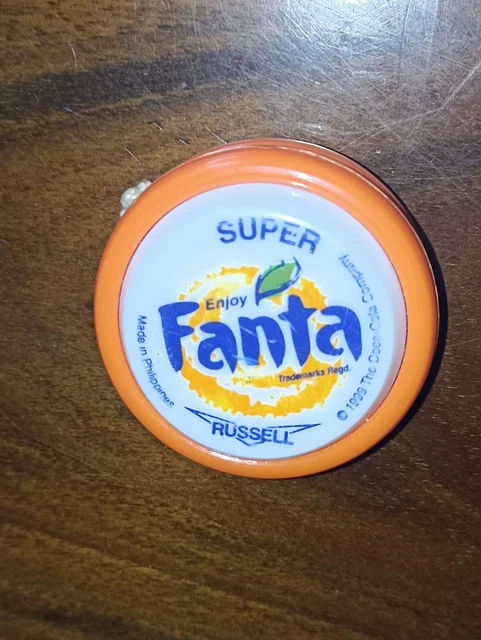 SUPER
Enjoy
Fanta
Trademarks Regd.
RUSSELL
Made in Philippines
© 1999 The Coca-Cola Company